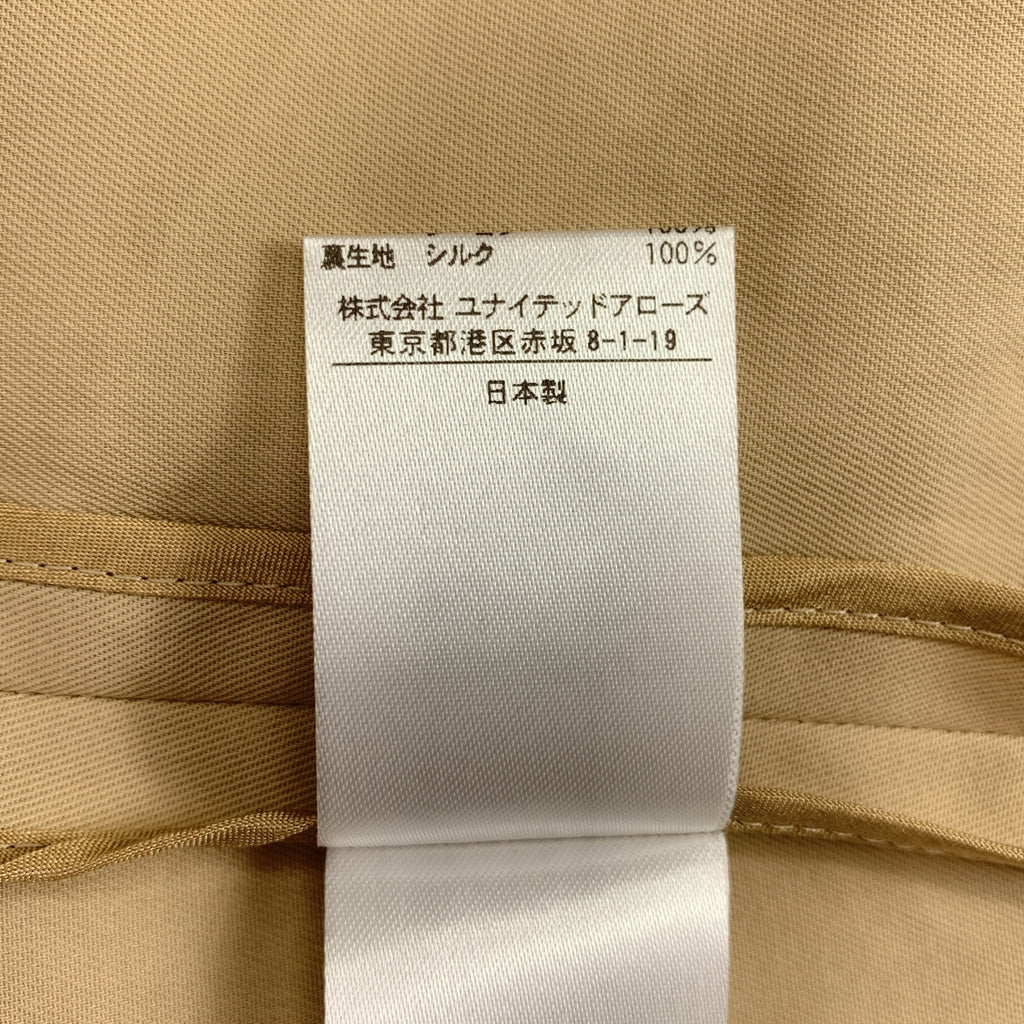 裏生地 シルク 100%
株式会社 ユナイテッドアローズ
東京都港区赤坂 8-1-19
日本製